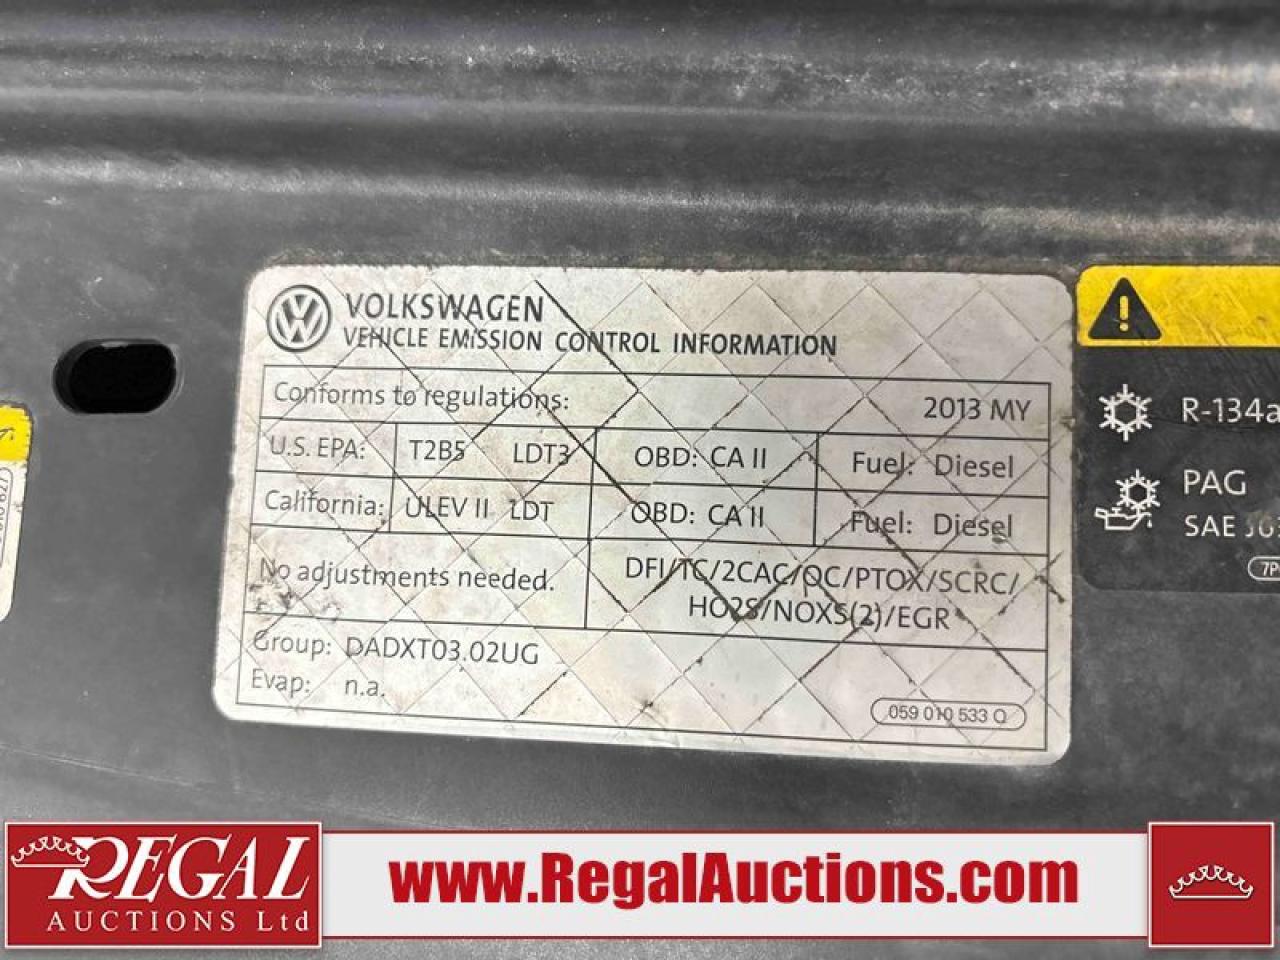 VOLKSWAGEN
VEHICLE EMiSSION CONTROL INFORMATION
Conforms to regulations: 2013 MY
U.S. EPA: T2B5 LDT3 OBD: CA II Fuel: Diesel
California: ULEV II LDT OBD: CA II Fuel: Diesel
No adjustments needed. DFI/TC/2CAC/OC/PTOX/SCRC/
HO2S/NOXS(2)/EGR
Group: DADXT03.02UG
Evap: n.a.
059 010 533 Q
R-134a
PAG
SAE
REGAL
AUCTIONS Ltd
www.RegalAuctions.com